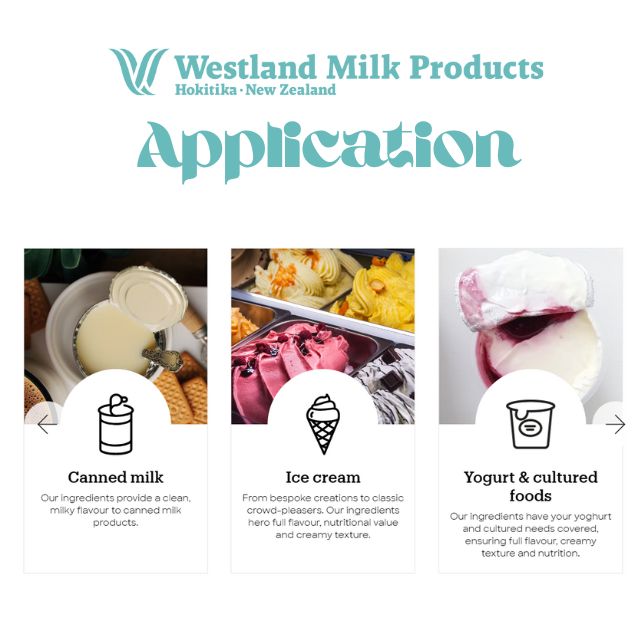 Westland Milk Products
Hokitika · New Zealand
Application
Canned milk
Our ingredients provide a clean,
milky flavour to canned milk
products.
Ice cream
From bespoke creations to classic
crowd-pleasers. Our ingredients
hero full flavour, nutritional value
and creamy texture.
Yogurt & cultured
foods
Our ingredients have your yoghurt
and cultured needs covered,
ensuring full flavour, creamy
texture and nutrition.